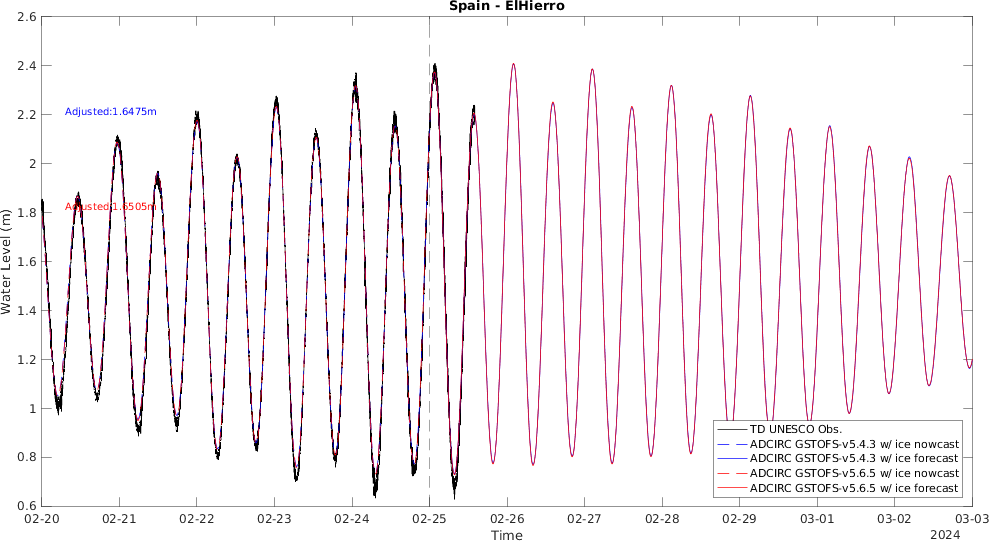 Spain - ElHierro
2.6
2.4
2.2
2
1.8
1.6
1.4
1.2
1
0.8
0.6
Water Level (m)
Adjusted:1.6475m
Adjusted:1.6505m
TD UNESCO Obs.
ADCIRC GSTOFS-v5.4.3 w/ ice nowcast
ADCIRC GSTOFS-v5.4.3 w/ ice forecast
ADCIRC GSTOFS-v5.6.5 w/ ice nowcast
ADCIRC GSTOFS-v5.6.5 w/ ice forecast
02-20 02-21 02-22 02-23 02-24 02-25 02-26 02-27 02-28 02-29 03-01 03-02 03-03
Time
2024